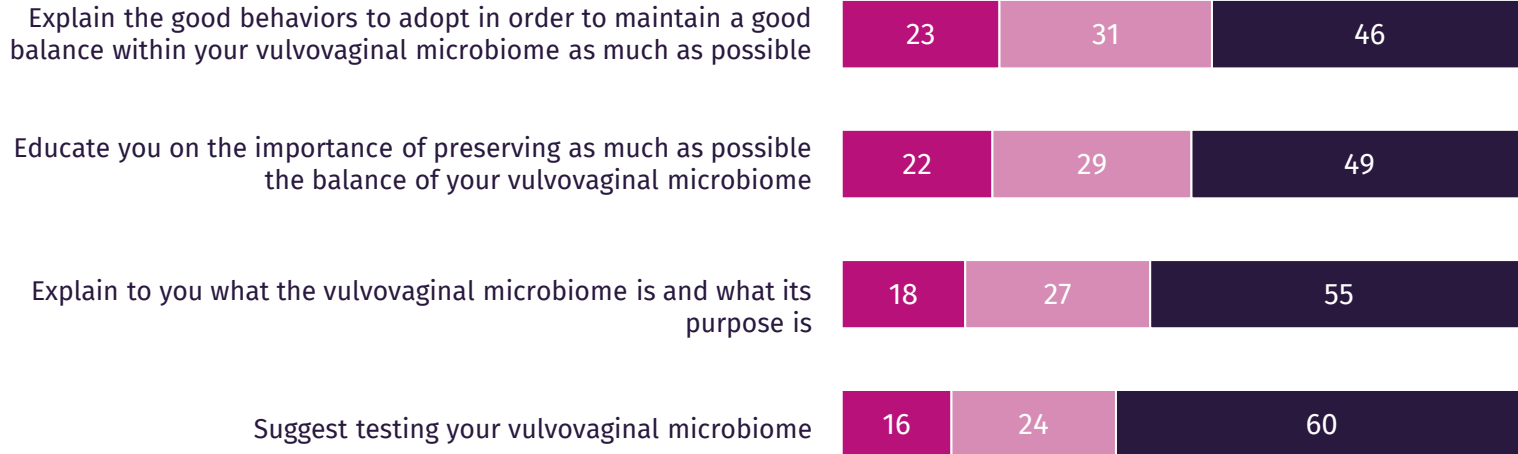 Explain the good behaviors to adopt in order to maintain a good
balance within your vulvovaginal microbiome as much as possible
23 31 46
Educate you on the importance of preserving as much as possible
the balance of your vulvovaginal microbiome
22 29 49
Explain to you what the vulvovaginal microbiome is and what its
purpose is
18 27 55
Suggest testing your vulvovaginal microbiome
16 24 60